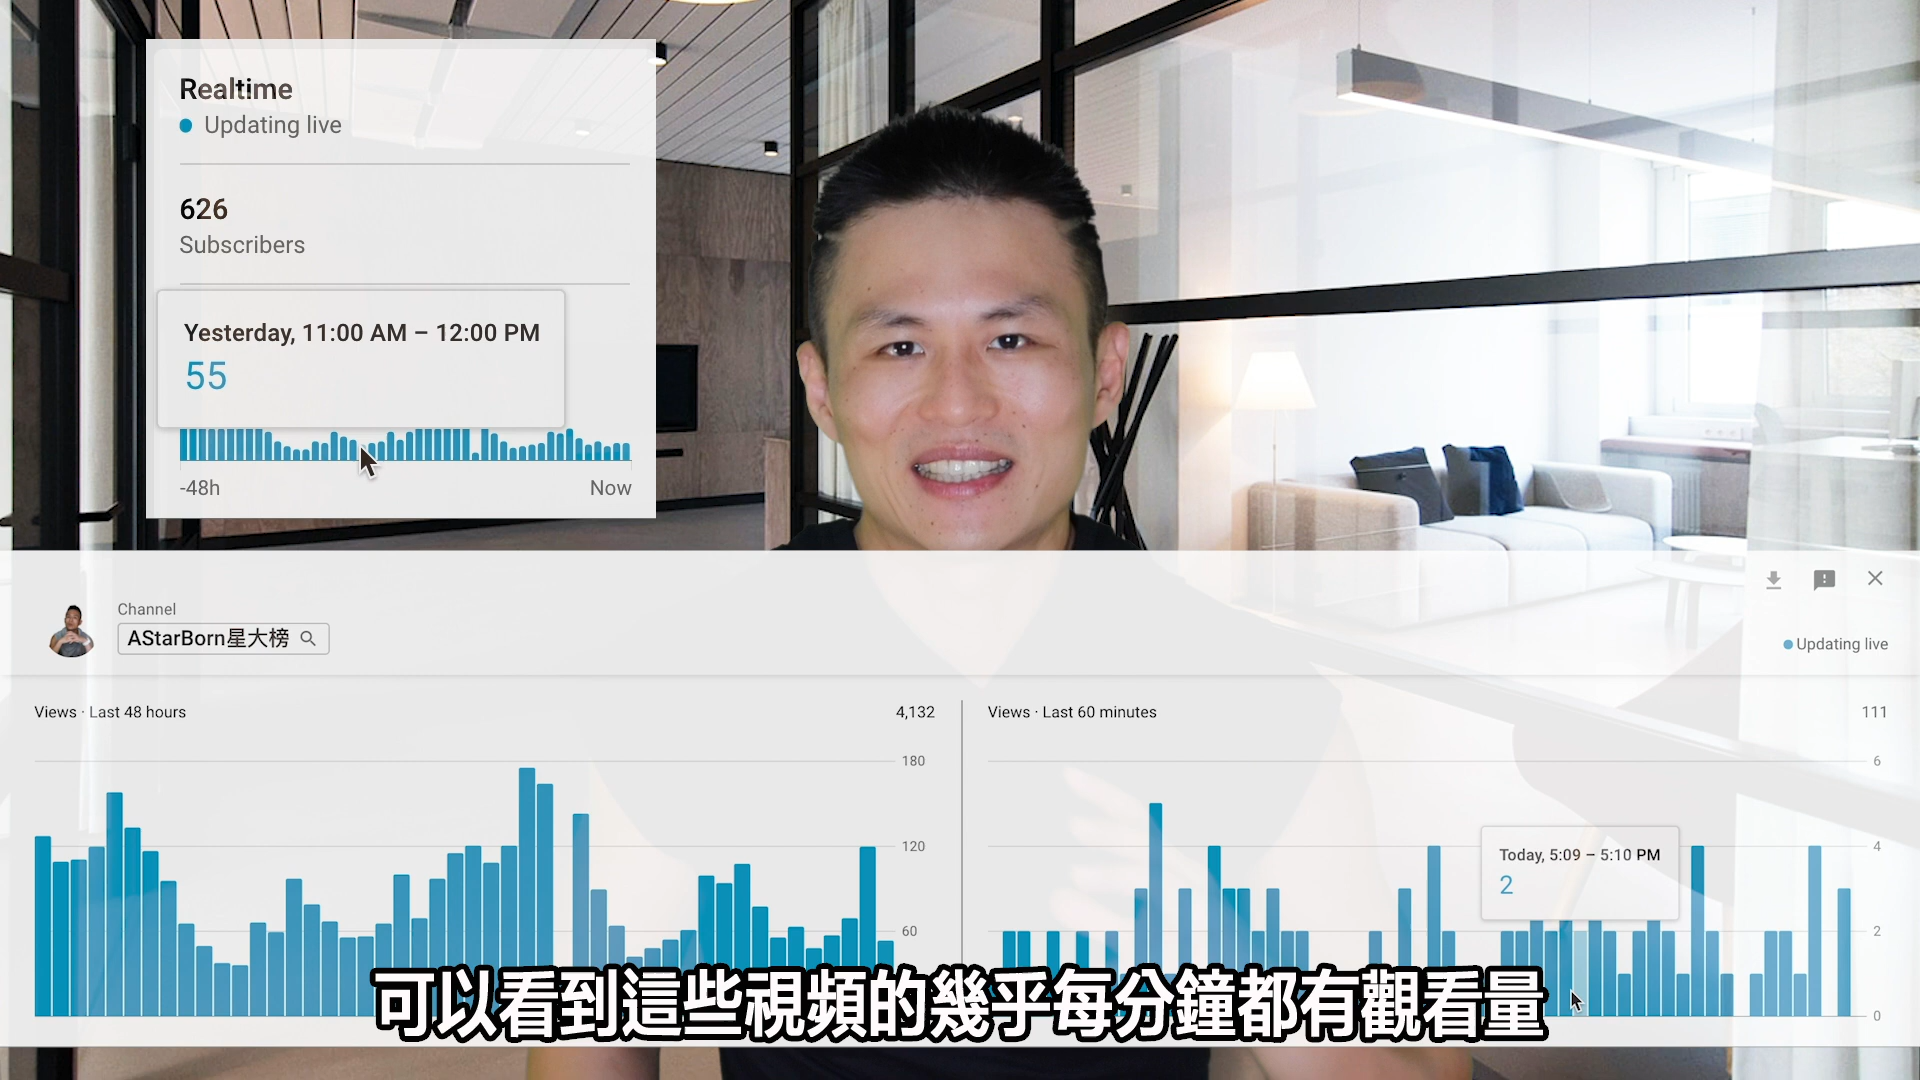 Realtime
Updating live
626
Subscribers
Yesterday, 11:00 AM – 12:00 PM
55
-48h Now
Channel
AStarBorn星大榜
Updating live
Views · Last 48 hours 4,132
180
120
60
Views · Last 60 minutes 111
6
4
Today, 5:09 – 5:10 PM
2
2
0
可以看到這些視頻的幾乎每分鐘都有觀看量